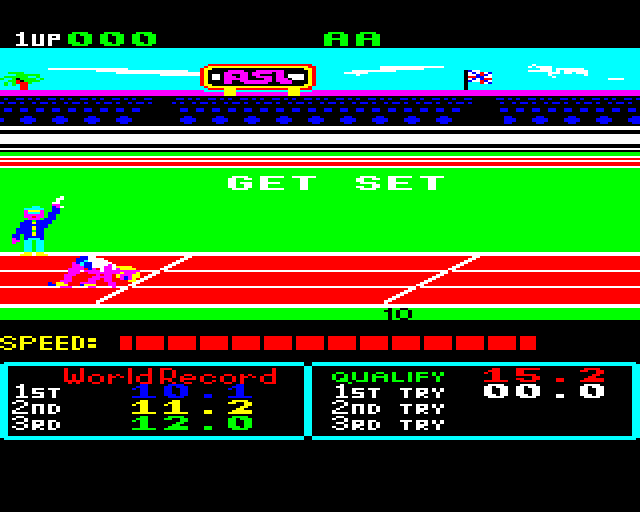 1UP 000 AA
GET SET
10
SPEED:
World Record
1ST 10.1
2ND 11.2
3RD 12.0
QUALIFY 15.2
1ST TRY 00.0
2ND TRY
3RD TRY